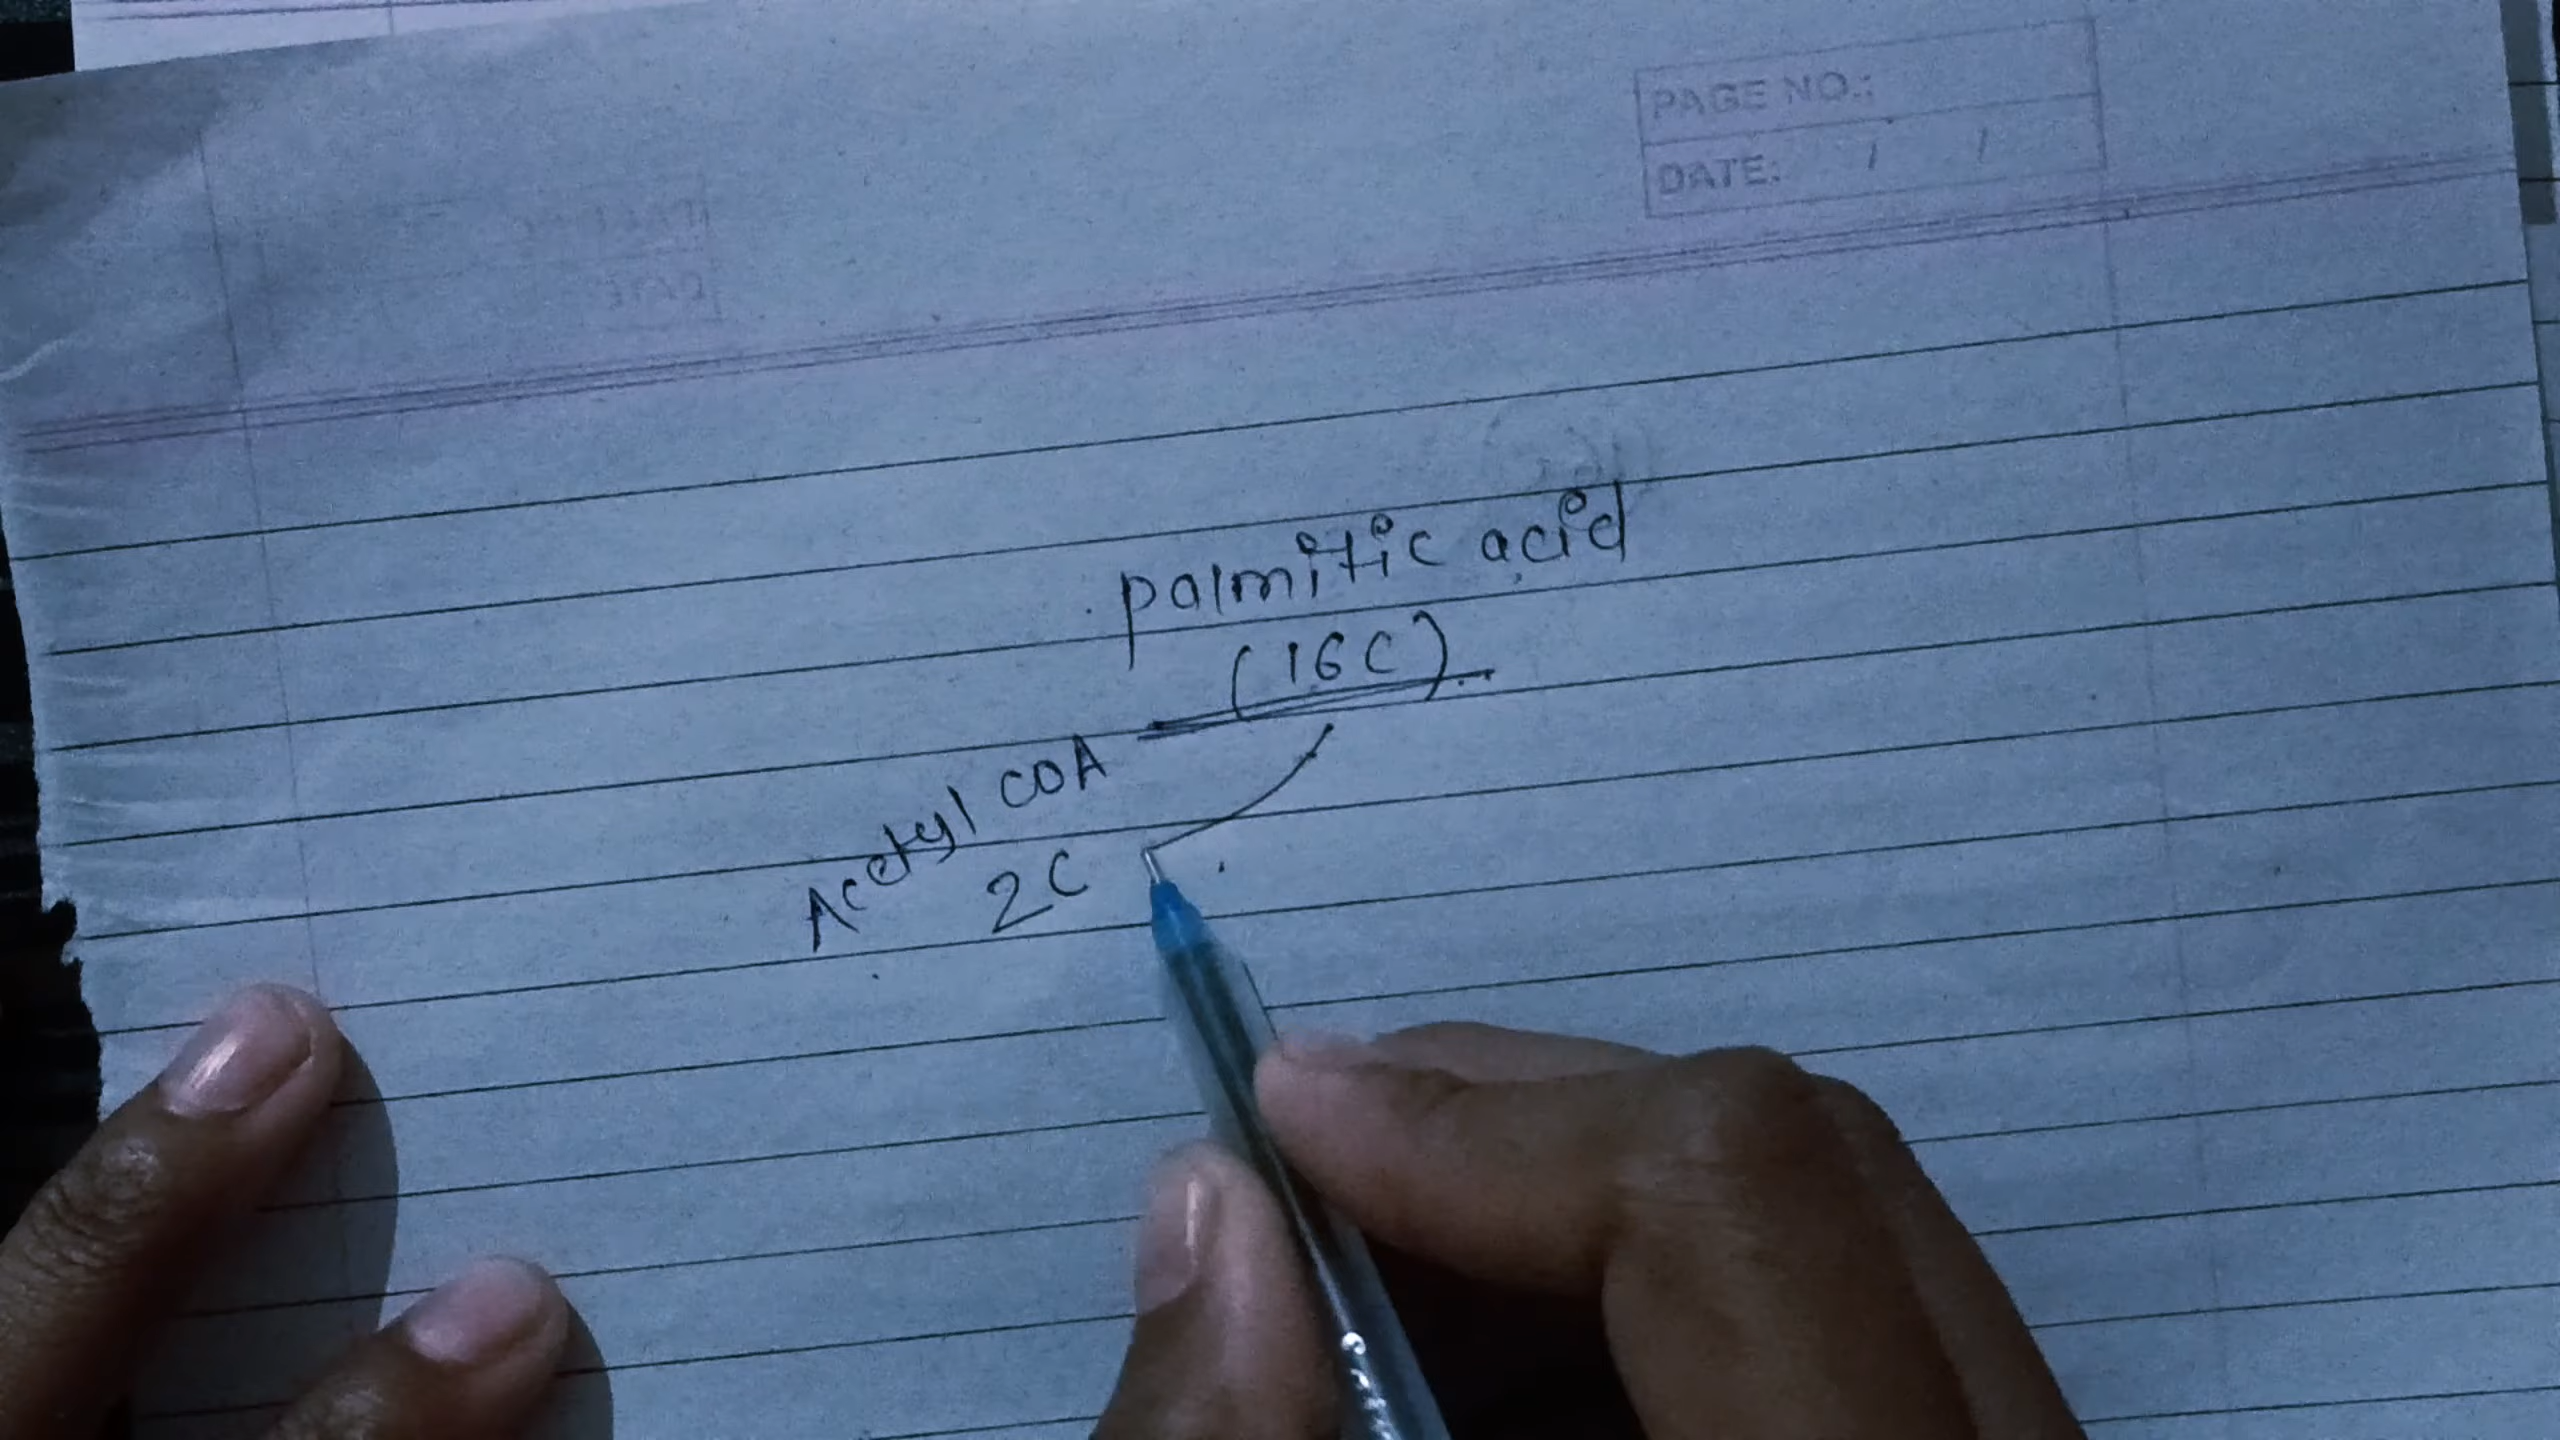 PAGE NO.:
DATE: / /
palmitic acid
(16C)
Acetyl COA
2C